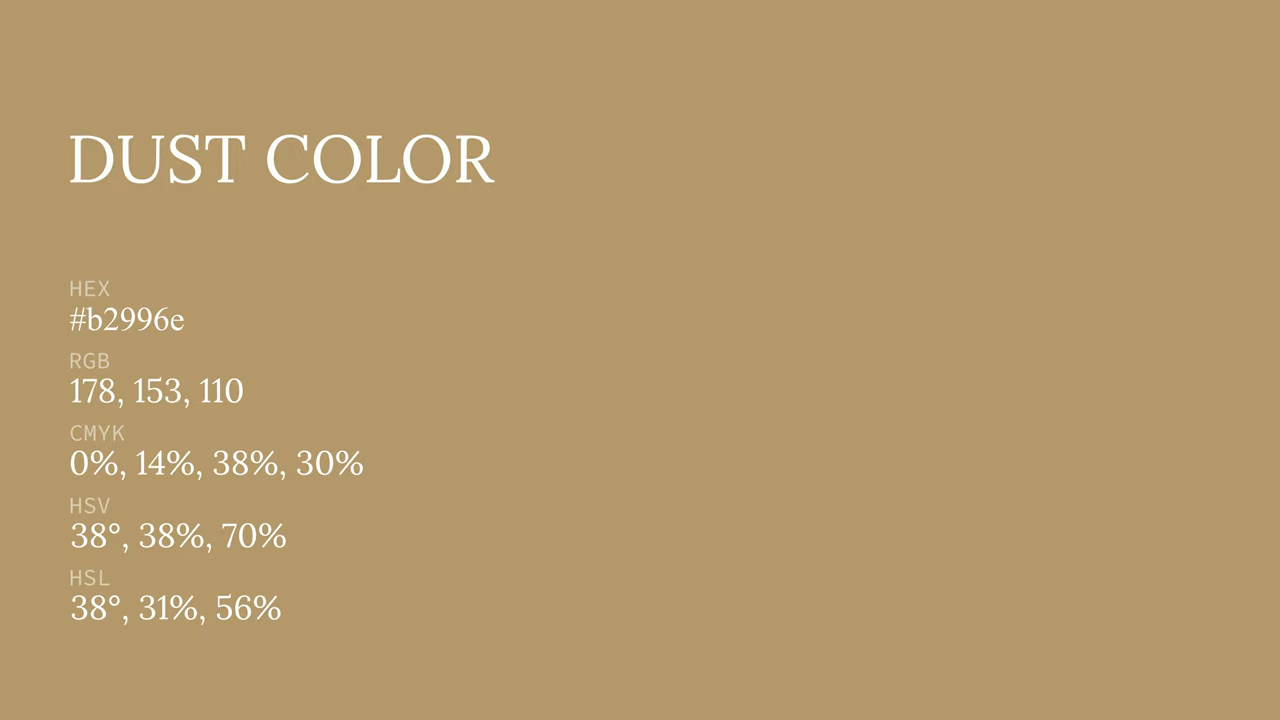 DUST COLOR
HEX
#b2996e
RGB
178, 153, 110
CMYK
0%, 14%, 38%, 30%
HSV
38°, 38%, 70%
HSL
38°, 31%, 56%